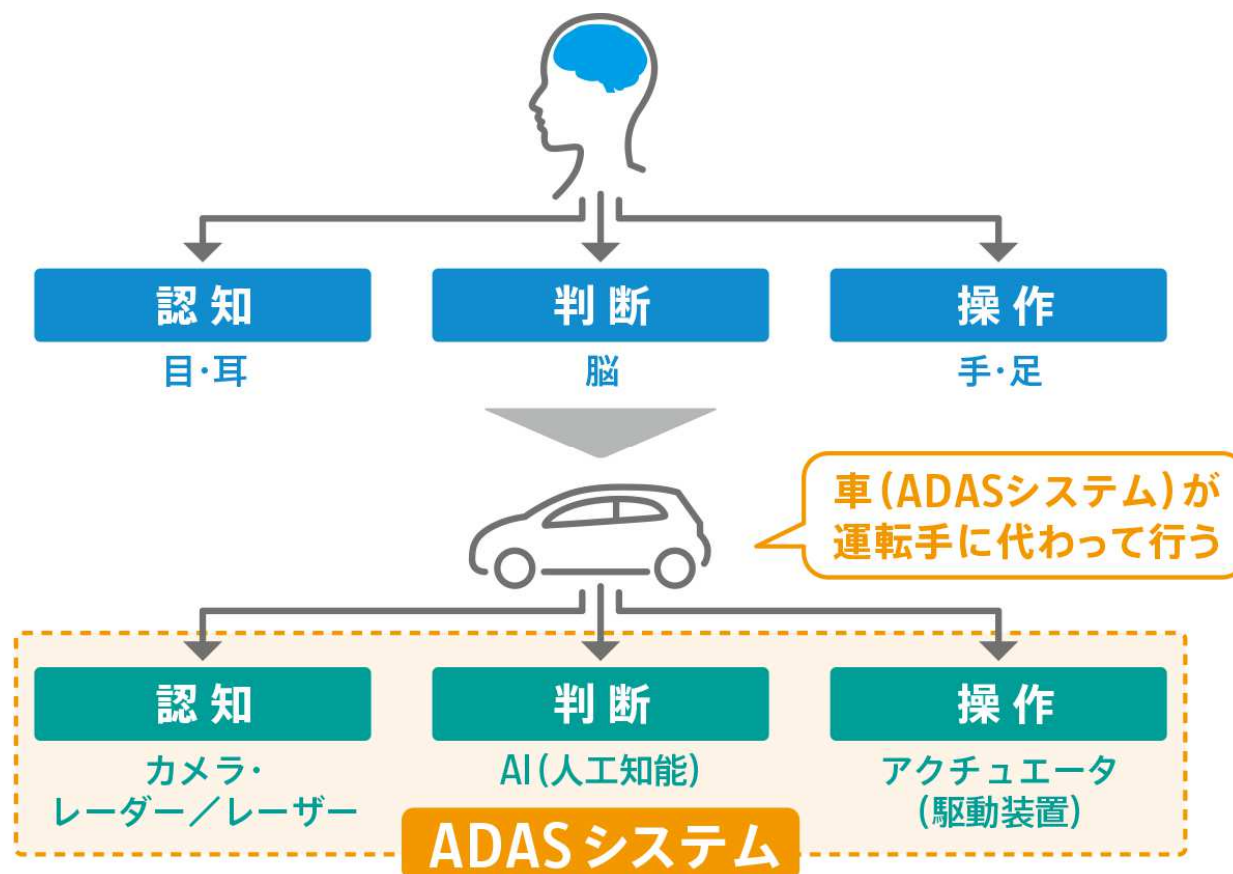 認知
判断
操作
目・耳
脳
手・足
車(ADASシステム)が
運転手に代わって行う
認知
判断
操作
カメラ・
レーダー／レーザー
AI(人工知能)
アクチュエータ
(駆動装置)
ADASシステム